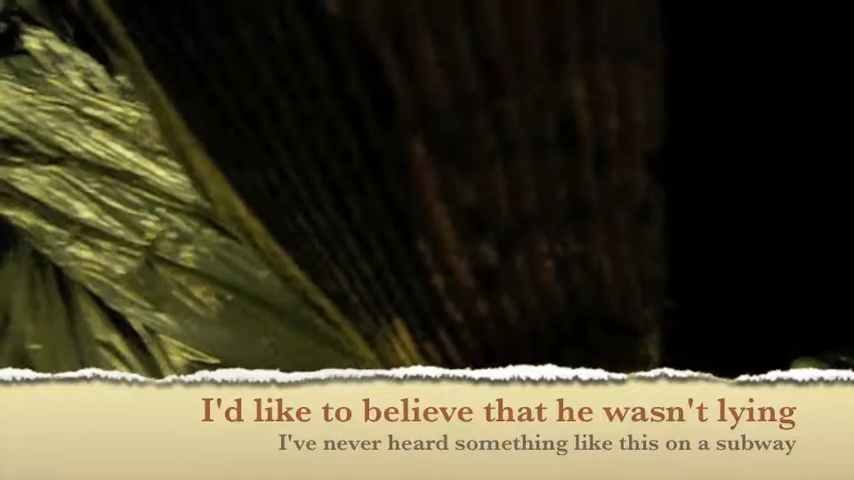 I'd like to believe that he wasn't lying
I've never heard something like this on a subway